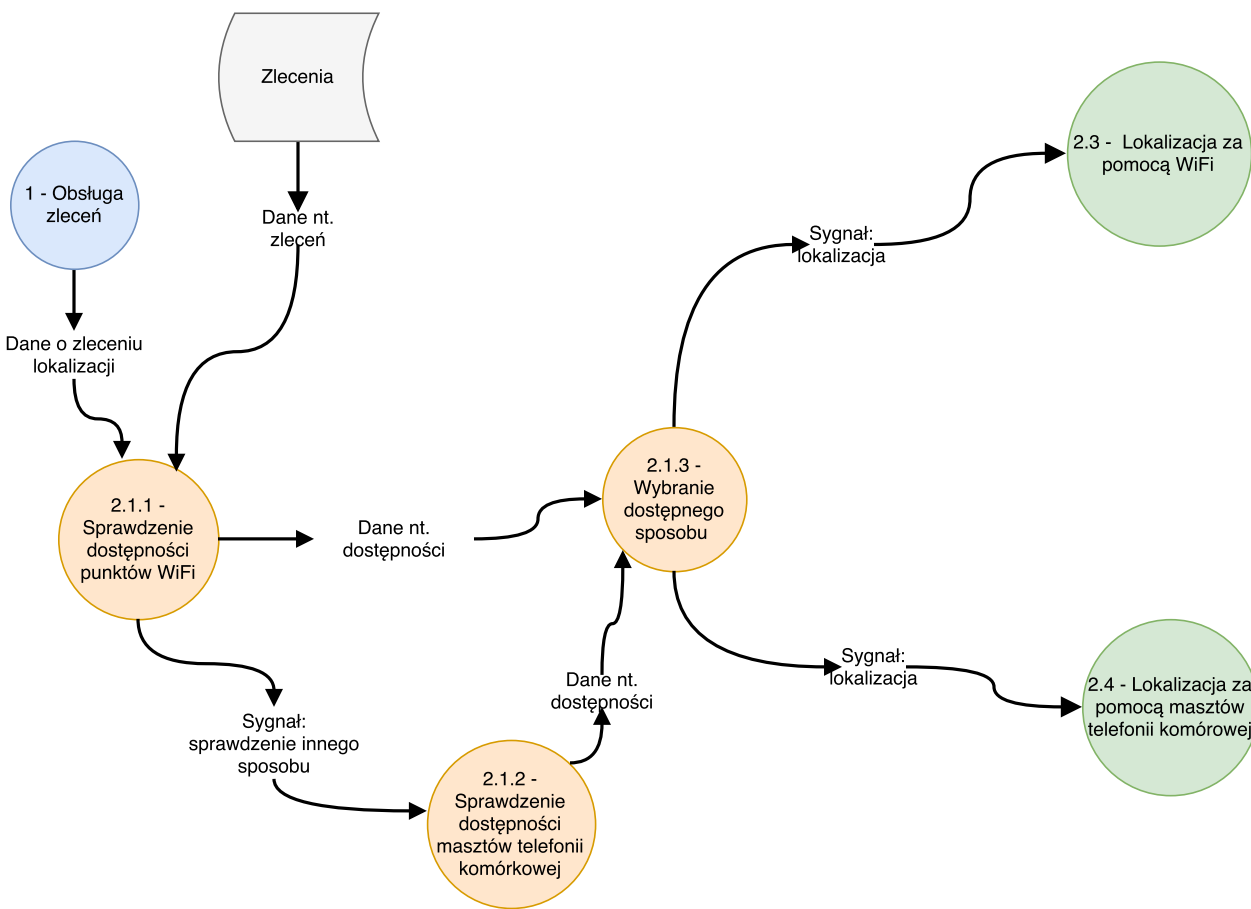 Zlecenia
1 - Obsługa
zleceń
Dane nt.
zleceń
Dane o zleceniu
lokalizacji
2.3 -  Lokalizacja za
pomocą WiFi
Sygnał:
lokalizacja
2.1.1 -
Sprawdzenie
dostępności
punktów WiFi
Dane nt.
dostępności
2.1.3 -
Wybranie
dostępnego
sposobu
Sygnał:
sprawdzenie innego
sposobu
Dane nt.
dostępności
2.1.2 -
Sprawdzenie
dostępności
masztów telefonii
komórkowej
Sygnał:
lokalizacja
2.4 - Lokalizacja za
pomocą masztów
telefonii komórowej